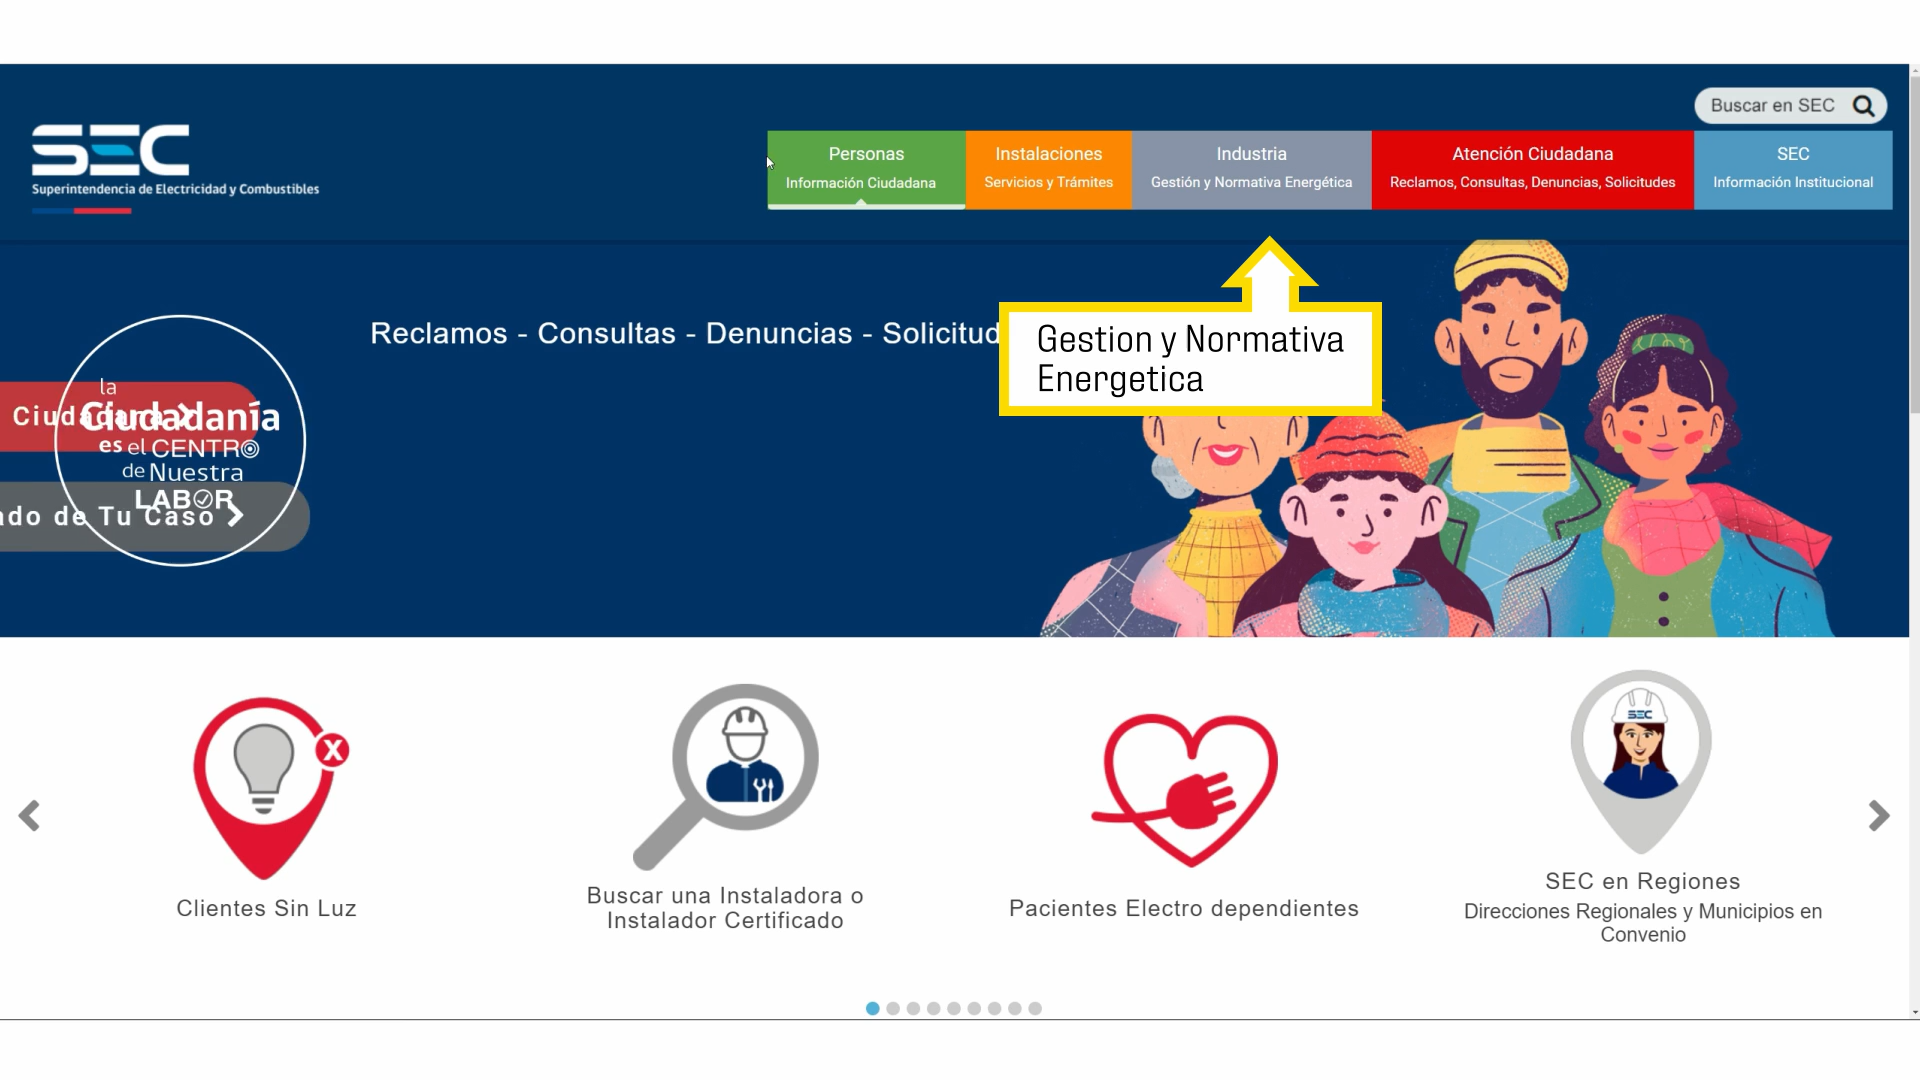 Buscar en SEC
SEC
Superintendencia de Electricidad y Combustibles
Personas
Información Ciudadana
Instalaciones
Servicios y Trámites
Industria
Gestión y Normativa Energética
Atención Ciudadana
Reclamos, Consultas, Denuncias, Solicitudes
SEC
Información Institucional
Reclamos - Consultas - Denuncias - Solicitud
Gestion y Normativa
Energetica
Ciudadana
la
Ciudadanía
es el CENTRO
de Nuestra
LABOR
ado de Tu Caso
X
SEC
Clientes Sin Luz
Buscar una Instaladora o
Instalador Certificado
Pacientes Electro dependientes
SEC en Regiones
Direcciones Regionales y Municipios en
Convenio